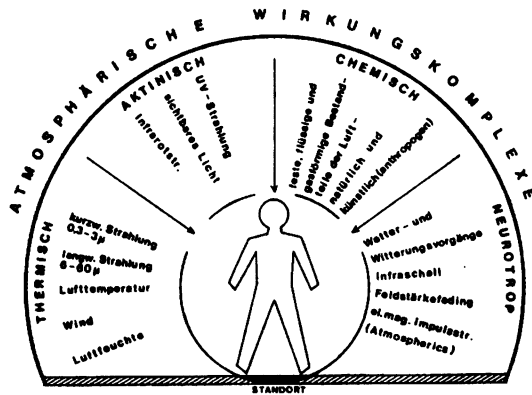 ATMOSPHÄRISCHE WIRKUNGSKOMPLEXE
THERMISCH
kurzw. Strahlung
0,3-3µ
langw. Strahlung
6-60µ
Lufttemperatur
Wind
Luftfeuchte
AKTINISCH
UV-Strahlung
sichtbares Licht
Infrarotstr.
CHEMISCH
feste, flüssige und
gasförmige Bestand-
teile der Luft-
natürlich und
künstlich(anthropogen)
NEUROTROP
Wetter- und
Witterungsvorgänge
Infraschall
Feldstärkefading
el.mag. Impulsstr.
(Atmospherics)
STANDORT